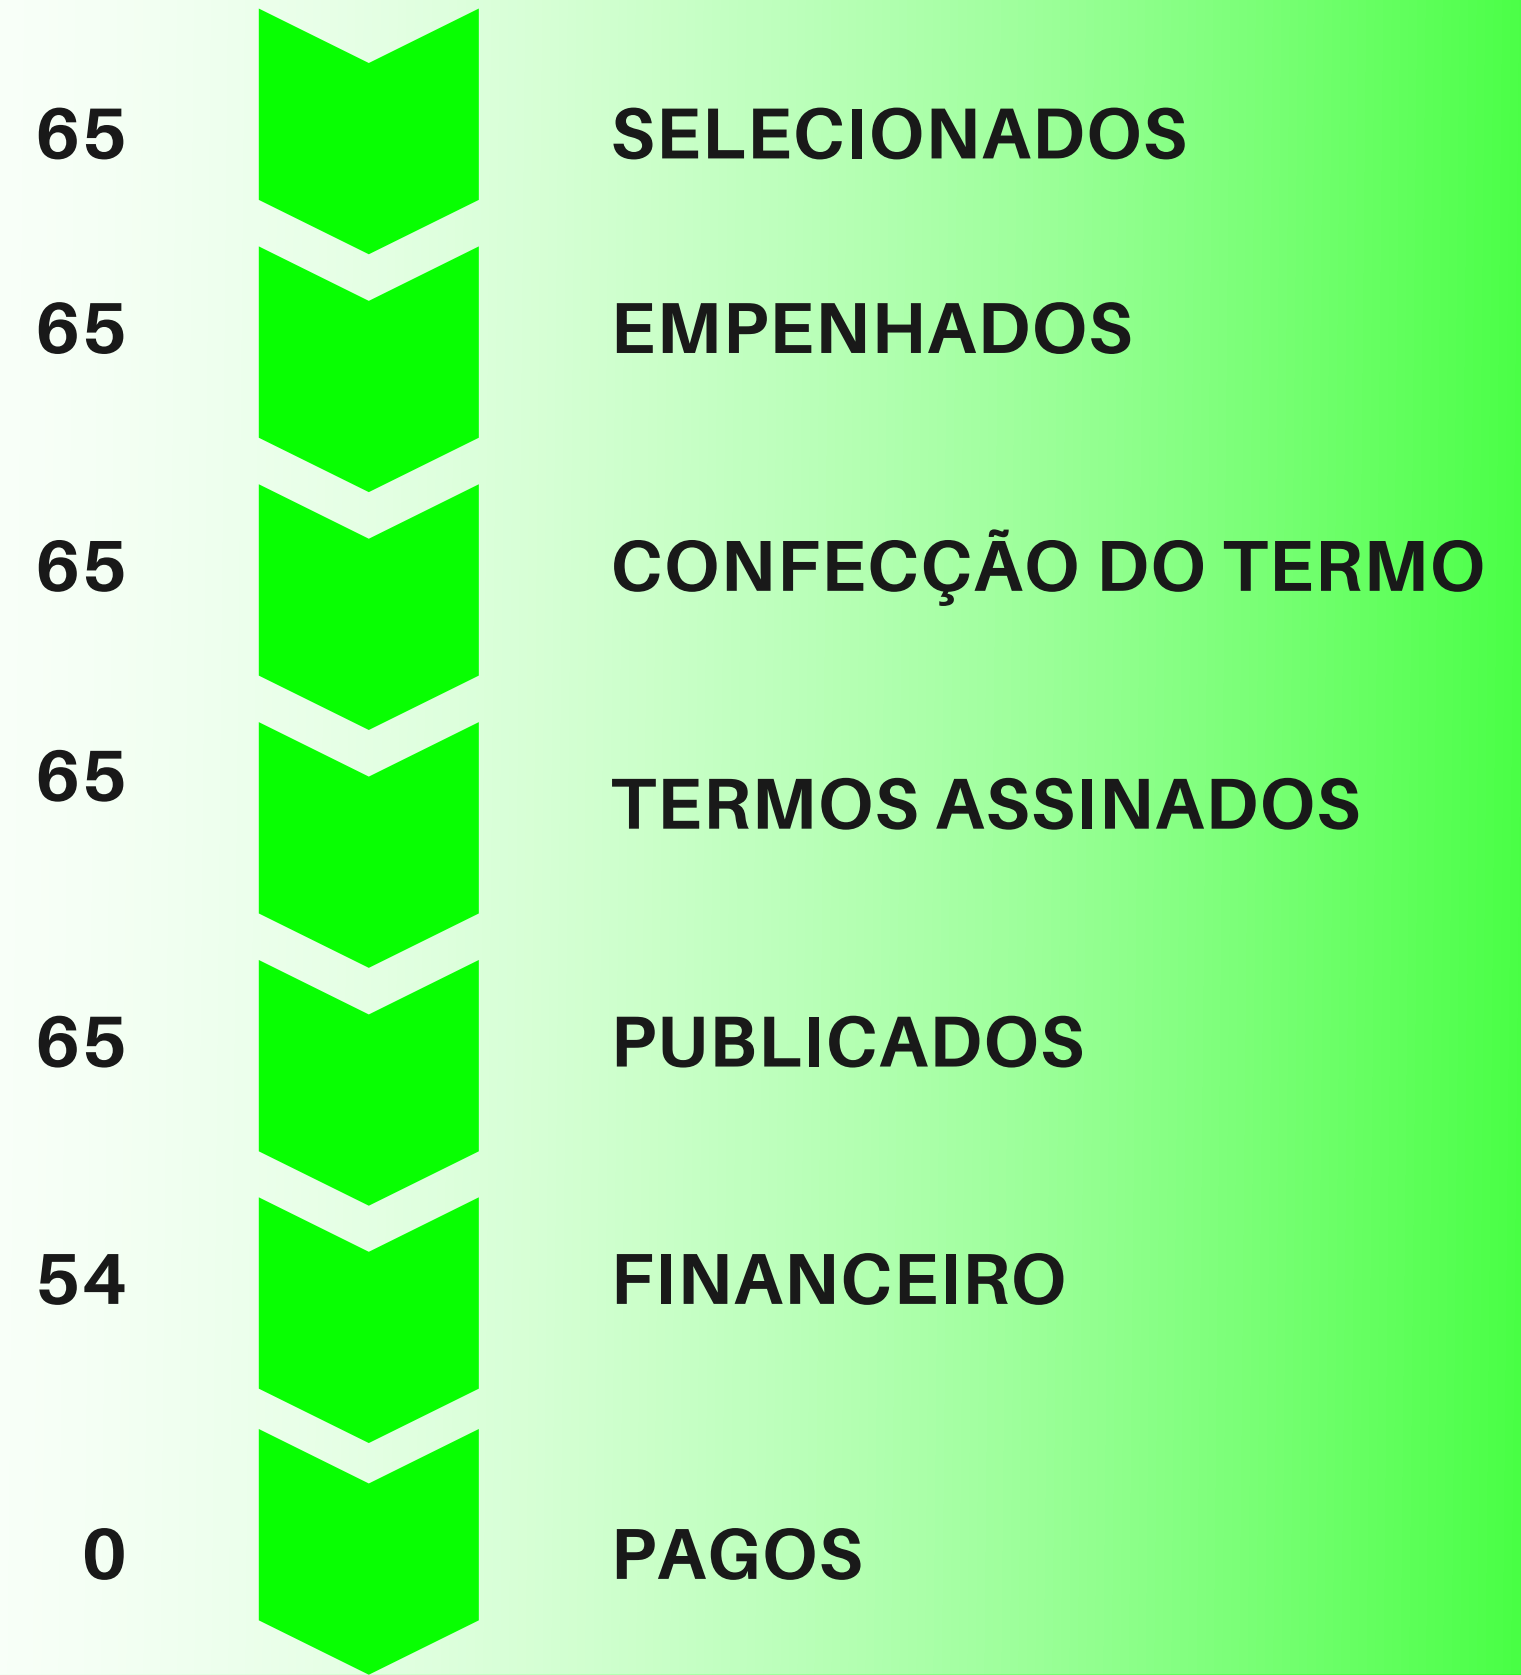 65 SELECIONADOS
65 EMPENHADOS
65 CONFECÇÃO DO TERMO
65 TERMOS ASSINADOS
65 PUBLICADOS
54 FINANCEIRO
0 PAGOS